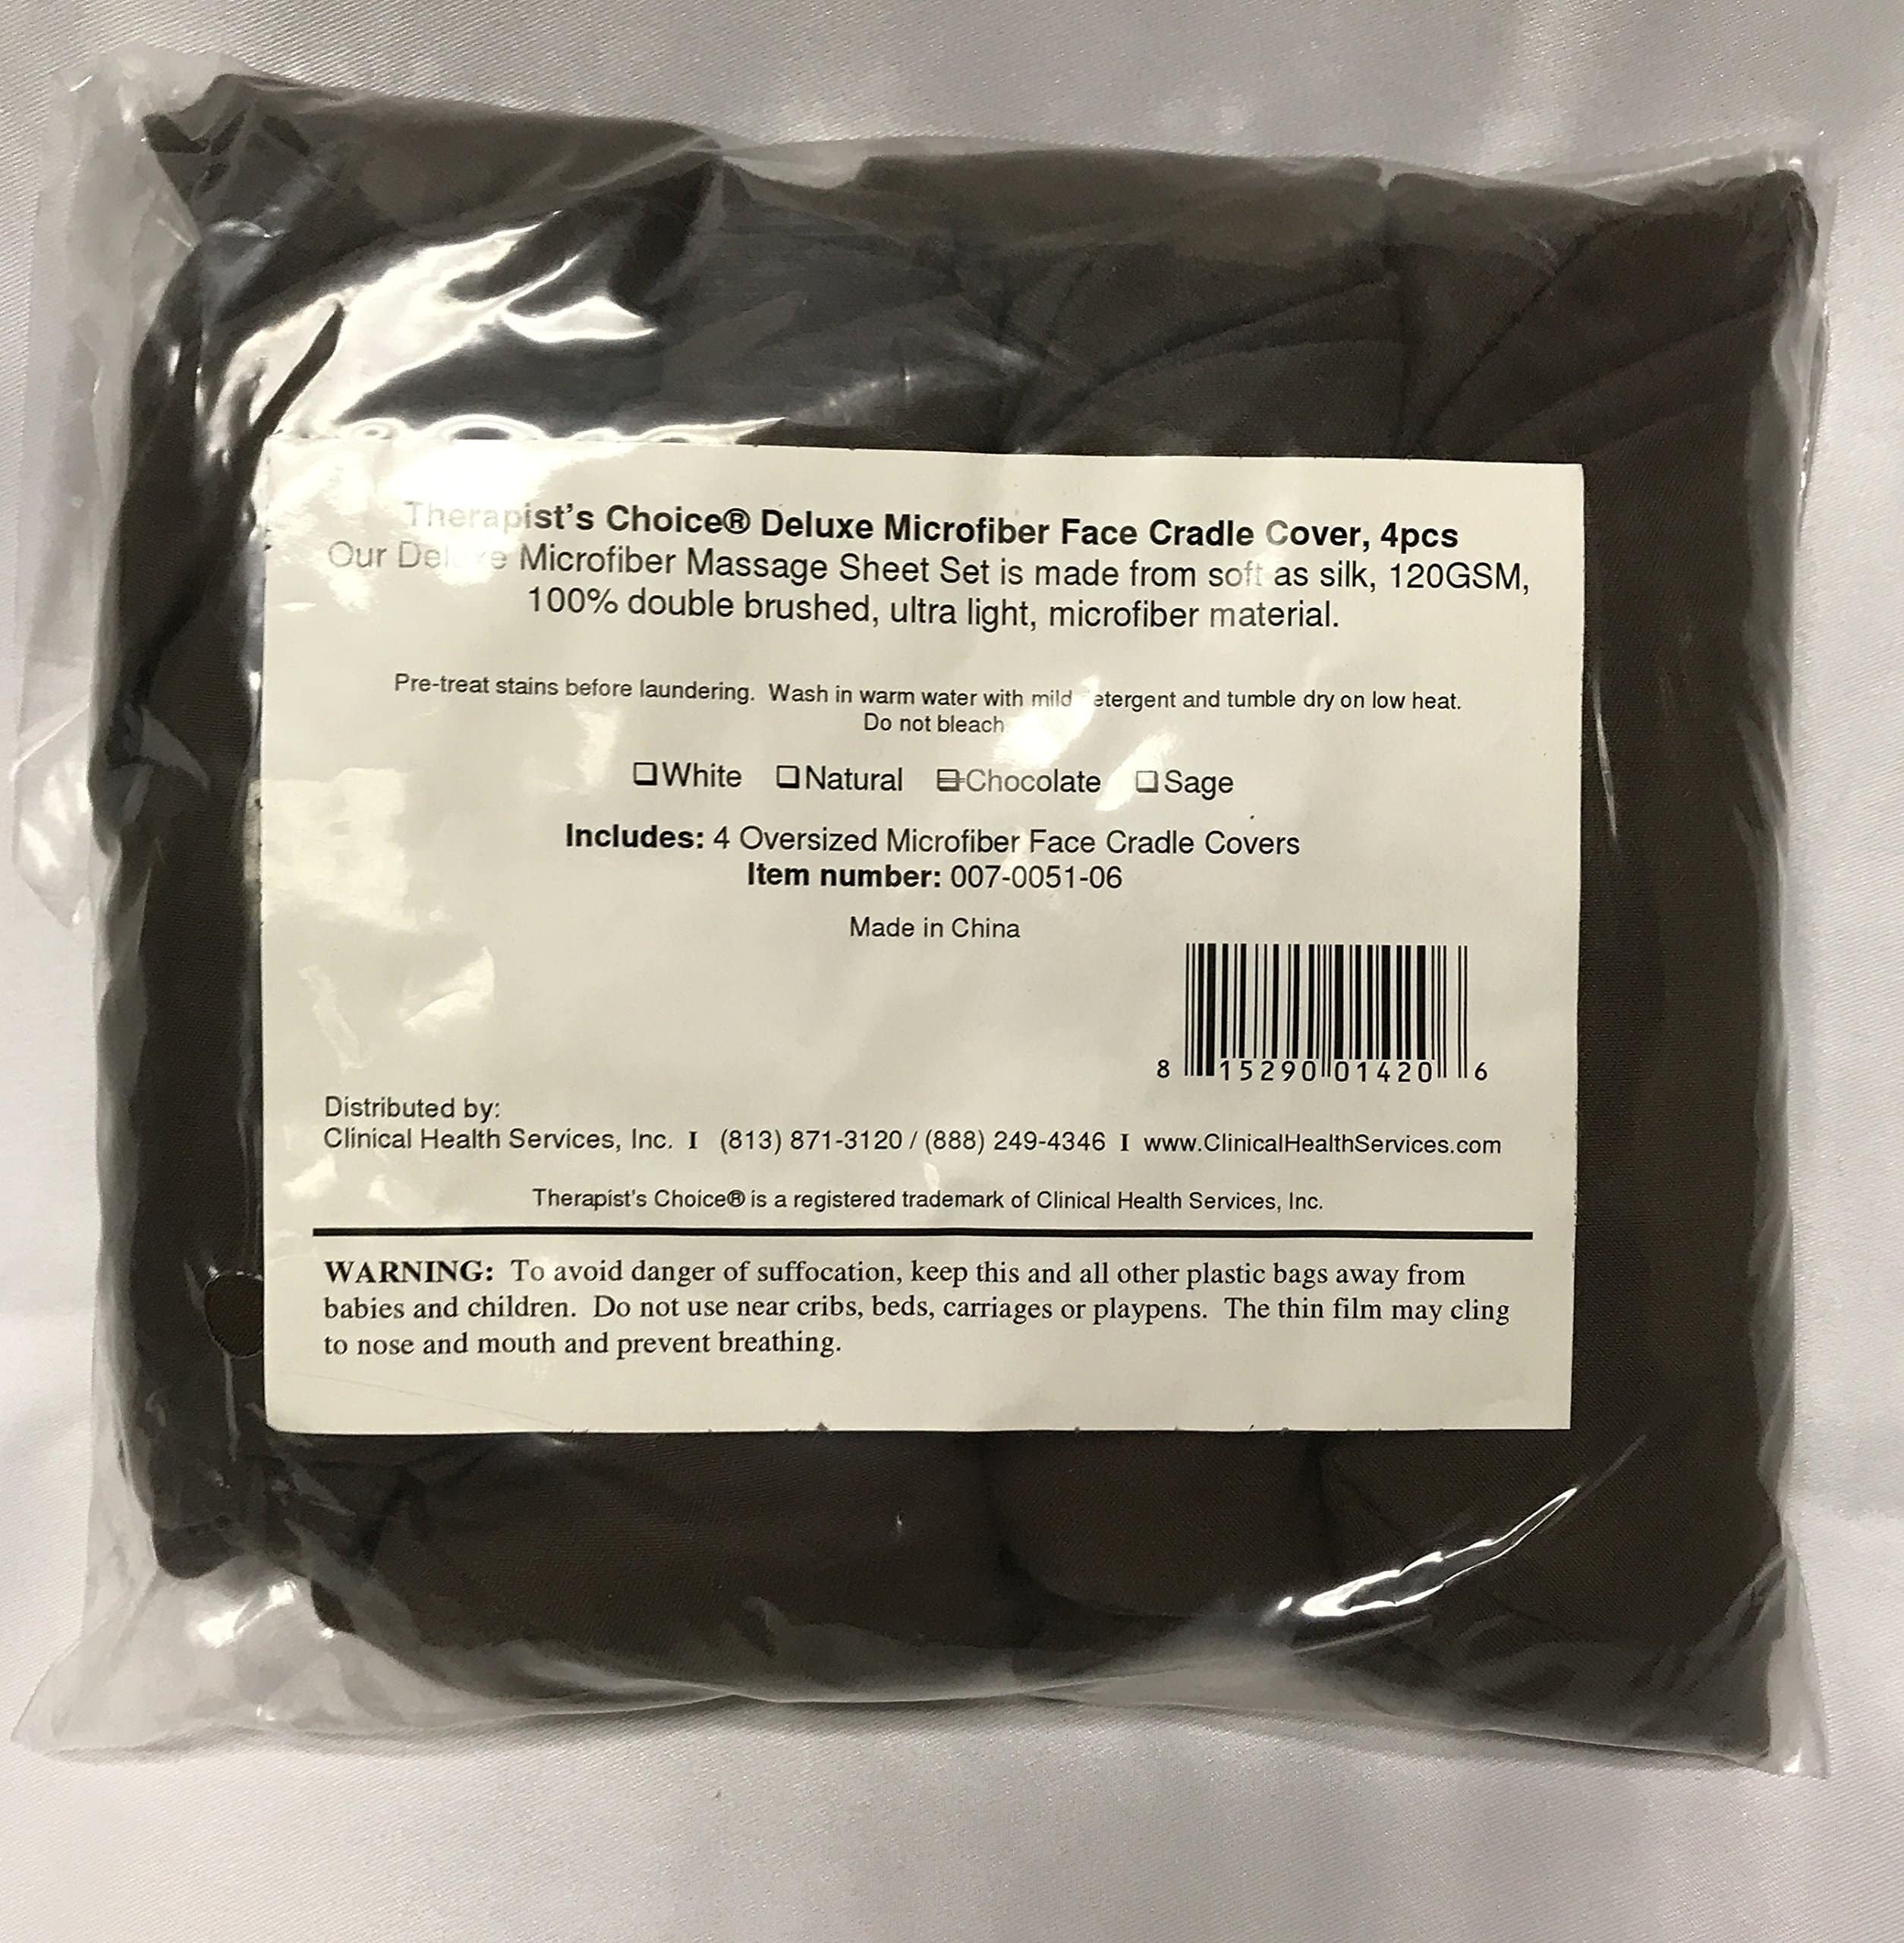 Therapist's Choice® Deluxe Microfiber Face Cradle Cover, 4pcs
Our Deluxe Microfiber Massage Sheet Set is made from soft as silk, 120GSM,
100% double brushed, ultra light, microfiber material.
Pre-treat stains before laundering. Wash in warm water with mild etergent and tumble dry on low heat.
Do not bleach
❑White ❑Natural ❑Chocolate ❑Sage
Includes: 4 Oversized Microfiber Face Cradle Covers
Item number: 007-0051-06
Made in China
8 15290 01420 6
Distributed by:
Clinical Health Services, Inc. I (813) 871-3120 / (888) 249-4346 I www.ClinicalHealthServices.com
Therapist's Choice® is a registered trademark of Clinical Health Services, Inc.
WARNING: To avoid danger of suffocation, keep this and all other plastic bags away from
babies and children. Do not use near cribs, beds, carriages or playpens. The thin film may cling
to nose and mouth and prevent breathing.